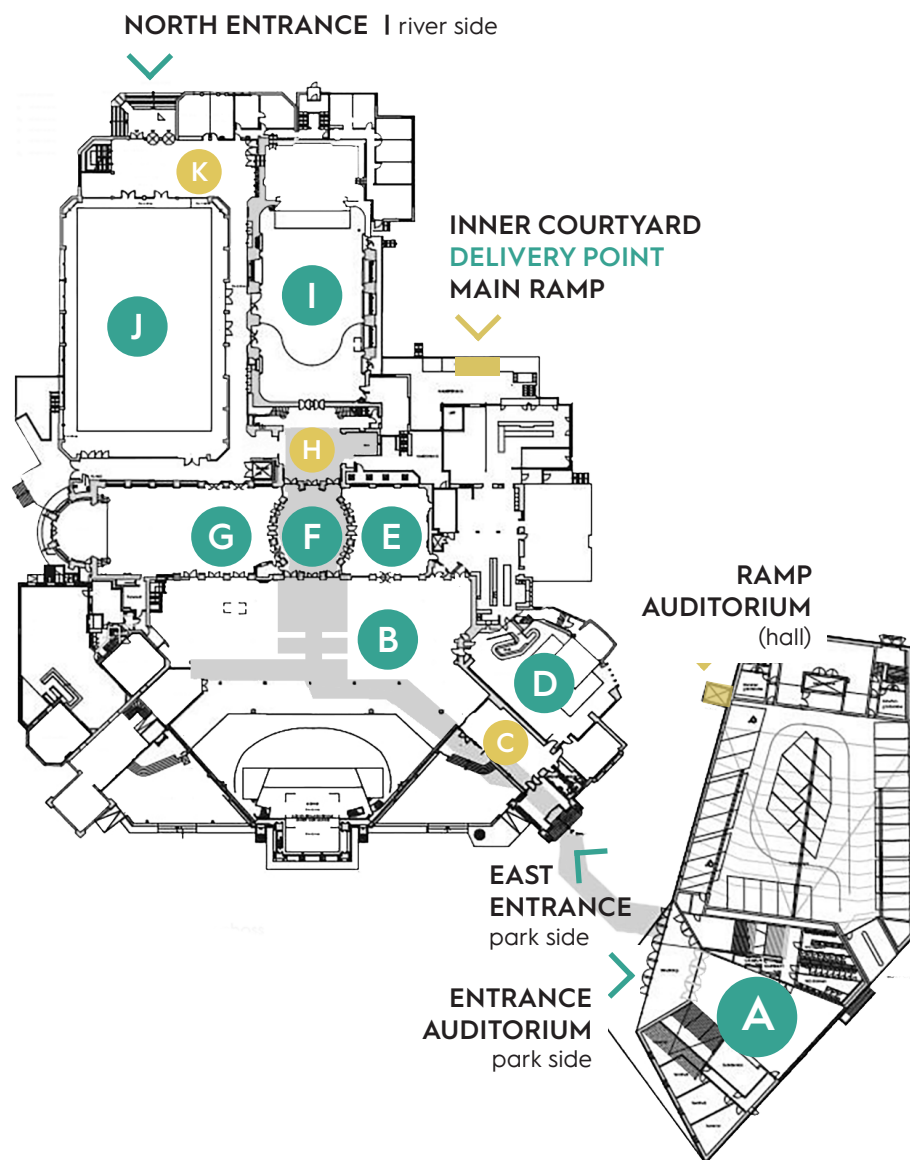 NORTH ENTRANCE | river side
K
INNER COURTYARD
DELIVERY POINT
MAIN RAMP
I
J
H
G
F
E
RAMP
AUDITORIUM
(hall)
B
D
C
EAST
ENTRANCE
park side
ENTRANCE
AUDITORIUM
park side
A